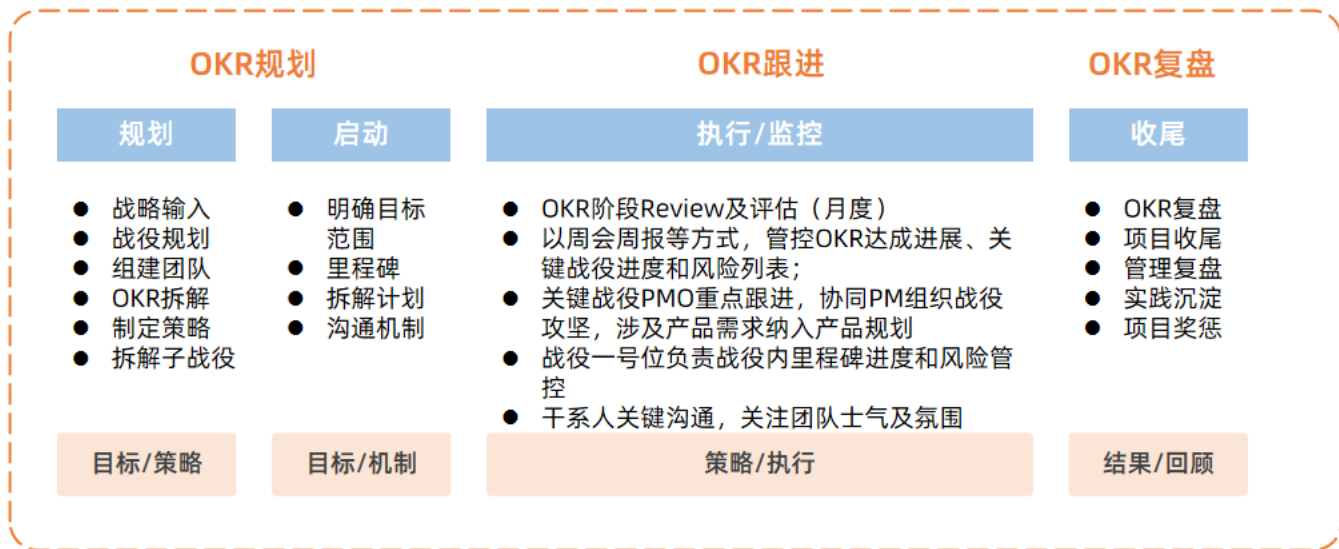 OKR规划
OKR跟进
OKR复盘
规划
启动
执行/监控
收尾
● 战略输入
● 战役规划
● 组建团队
● OKR拆解
● 制定策略
● 拆解子战役
● 明确目标
范围
● 里程碑
● 拆解计划
● 沟通机制
● OKR阶段Review及评估（月度）
● 以周会周报等方式，管控OKR达成进展、关
键战役进度和风险列表；
● 关键战役PMO重点跟进，协同PM组织战役
攻坚，涉及产品需求纳入产品规划
● 战役一号位负责战役内里程碑进度和风险管
控
● 干系人关键沟通，关注团队士气及氛围
● OKR复盘
● 项目收尾
● 管理复盘
● 实践沉淀
● 项目奖惩
目标/策略
目标/机制
策略/执行
结果/回顾